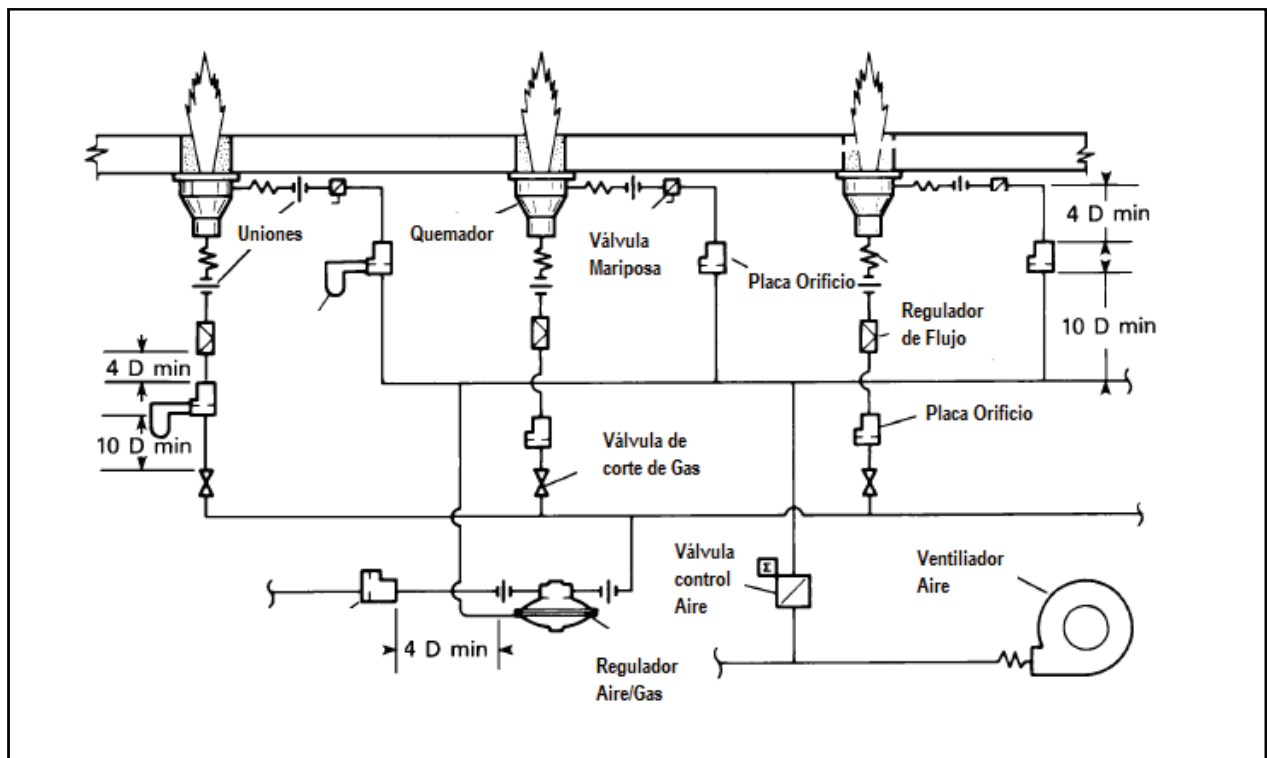 Uniones
Quemador
Válvula
Mariposa
Placa Orificio
4 D min
Regulador
de Flujo
10 D min
4 D min
10 D min
Placa Orificio
Válvula de
corte de Gas
Válvula
control
Aire
Σ
Ventiliador
Aire
4 D min
Regulador
Aire/Gas